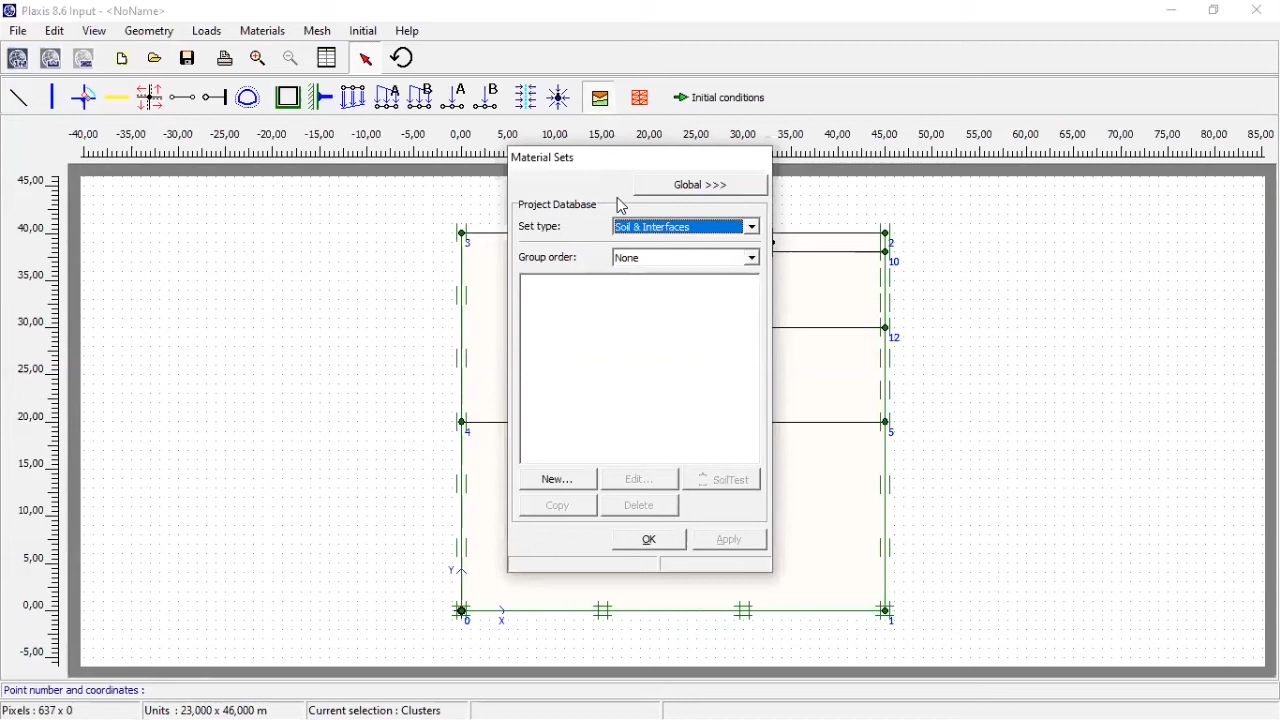 Plaxis 8.6 Input - <NoName>
File Edit View Geometry Loads Materials Mesh Initial Help
A B A B Initial conditions
-40,00 -35,00 -30,00 -25,00 -20,00 -15,00 -10,00 -5,00 0,00 5,00 10,00 15,00 20,00 25,00 30,00 35,00 40,00 45,00 50,00 55,00 60,00 65,00 70,00 75,00 80,00 85,00
Material Sets
Global >>>
Project Database
Set type: Soil & Interfaces
Group order: None
New... Edit... SoilTest
Copy Delete
OK Apply
45,00
40,00
35,00
30,00
25,00
20,00
15,00
10,00
5,00
0,00
-5,00
3
2
10
12
4
5
Y
X
0
1
Point number and coordinates :
Pixels : 637 x 0 Units : 23,000 x 46,000 m Current selection : Clusters